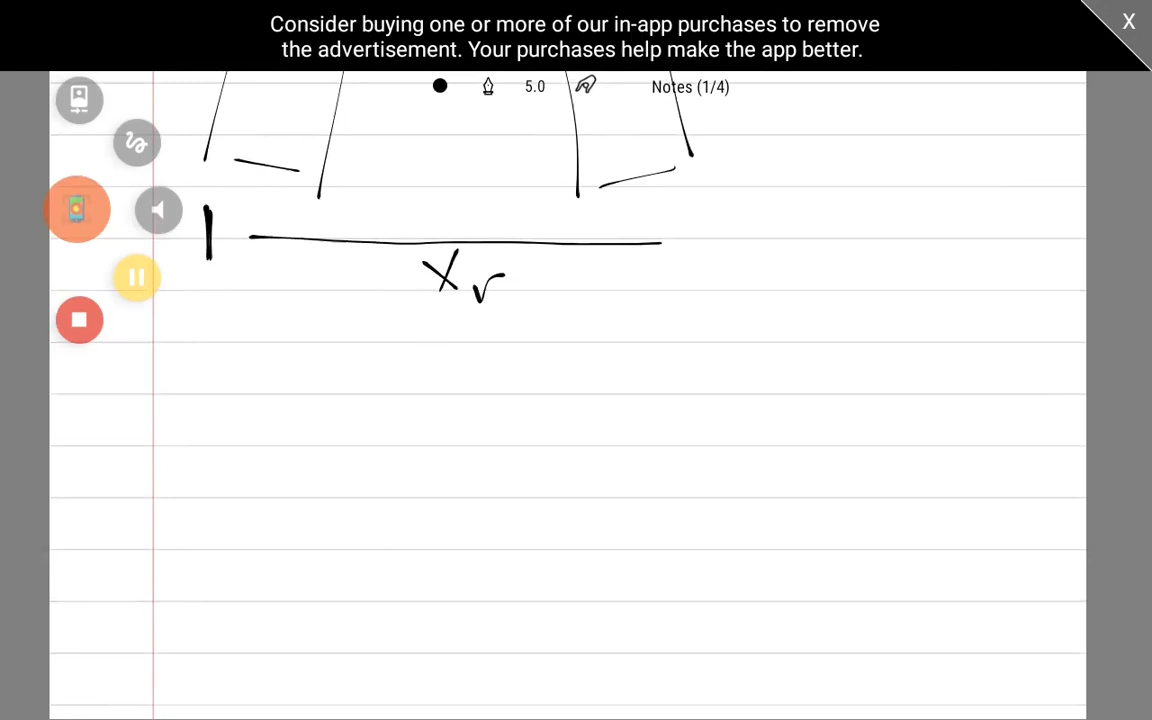 Consider buying one or more of our in-app purchases to remove
the advertisement. Your purchases help make the app better.
X
5.0 Notes (1/4)
X r